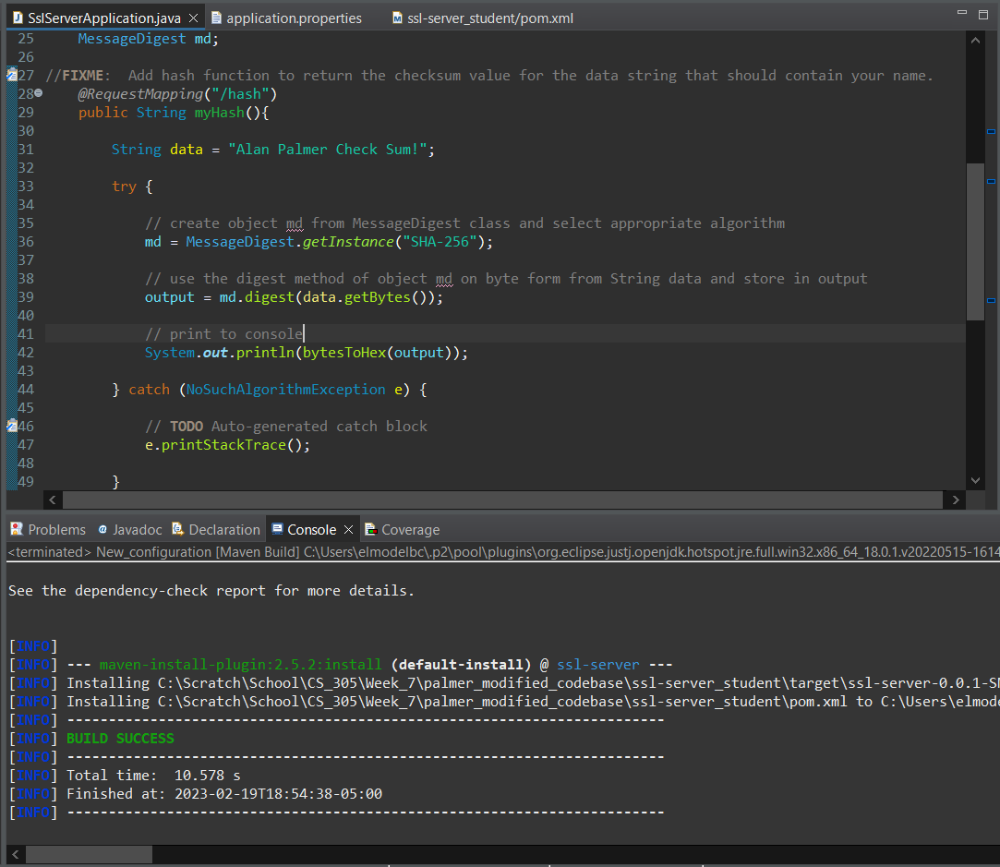 SslServerApplication.java application.properties ssl-server_student/pom.xml
25 MessageDigest md;
26
27 //FIXME: Add hash function to return the checksum value for the data string that should contain your name.
28 @RequestMapping("/hash")
29 public String myHash(){
30
31 String data = "Alan Palmer Check Sum!";
32
33 try {
34
35 // create object md from MessageDigest class and select appropriate algorithm
36 md = MessageDigest.getInstance("SHA-256");
37
38 // use the digest method of object md on byte form from String data and store in output
39 output = md.digest(data.getBytes());
40
41 // print to console
42 System.out.println(bytesToHex(output));
43
44 } catch (NoSuchAlgorithmException e) {
45
46 // TODO Auto-generated catch block
47 e.printStackTrace();
48
49 }
Problems Javadoc Declaration Console Coverage
<terminated> New_configuration [Maven Build] C:\Users\elmodelbc\.p2\pool\plugins\org.eclipse.justj.openjdk.hotspot.jre.full.win32.x86_64_18.0.1.v20220515-1614
See the dependency-check report for more details.
[INFO]
[INFO] --- maven-install-plugin:2.5.2:install (default-install) @ ssl-server ---
[INFO] Installing C:\Scratch\School\CS_305\Week_7\palmer_modified_codebase\ssl-server_student\target\ssl-server-0.0.1-SN
[INFO] Installing C:\Scratch\School\CS_305\Week_7\palmer_modified_codebase\ssl-server_student\pom.xml to C:\Users\elmode
[INFO] ------------------------------------------------------------------------
[INFO] BUILD SUCCESS
[INFO] ------------------------------------------------------------------------
[INFO] Total time: 10.578 s
[INFO] Finished at: 2023-02-19T18:54:38-05:00
[INFO] ------------------------------------------------------------------------